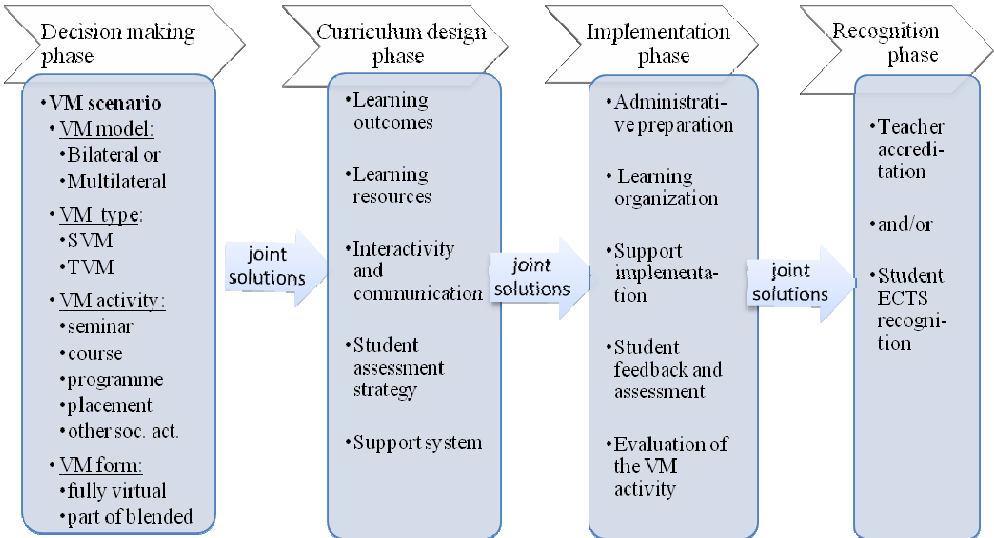 Decision making
phase
•VM scenario
•VM model:
•Bilateral or
•Multilateral
•VM type:
•SVM
•TVM
•VM activity:
•seminar
•course
•programme
•placement
•other soc. act.
•VM form:
•fully virtual
•part of blended
joint
solutions
Curriculum design
phase
•Learning
outcomes
•Learning
resources
•Interactivity
and
communication
•Student
assessment
strategy
•Support system
joint
solutions
Implementation
phase
•Administrati-
ve preparation
• Learning
organization
•Support
implementa-
tion
•Student
feedback and
assessment
•Evaluation of
the VM
activity
joint
solutions
Recognition
phase
•Teacher
accredi-
tation
•and/or
•Student
ECTS
recogni-
tion